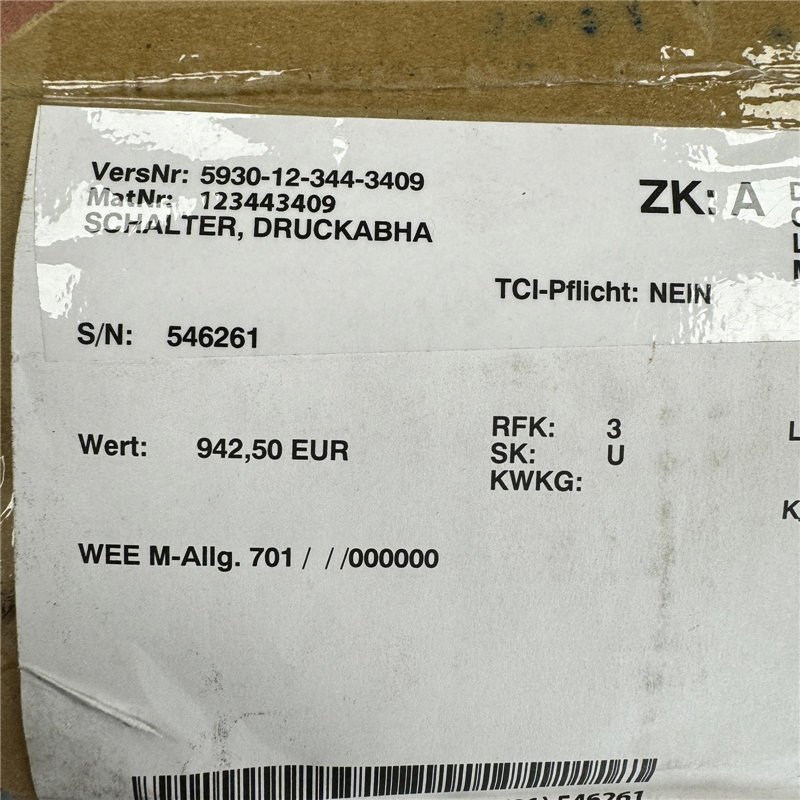 VersNr: 5930-12-344-3409
MatNr: 123443409
SCHALTER, DRUCKABHA
ZK: A
TCI-Pflicht: NEIN
S/N: 546261
Wert: 942,50 EUR
RFK: 3
SK: U
KWKG:
WEE M-Allg. 701 / / /000000
546261